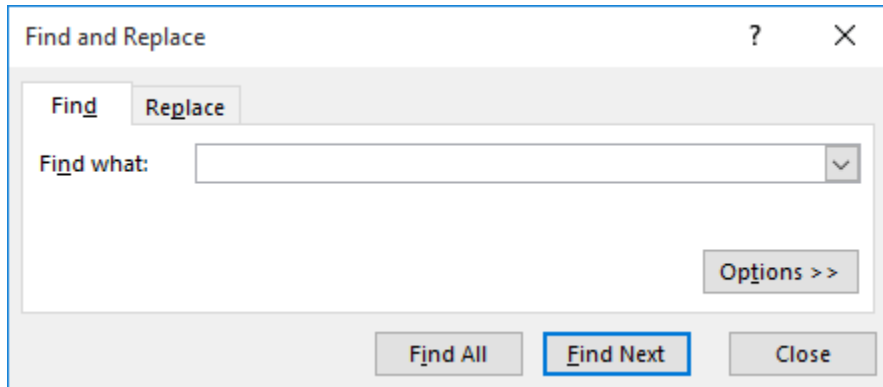 Find and Replace ?
Find Replace
Find what:
Options >>
Find All Find Next Close